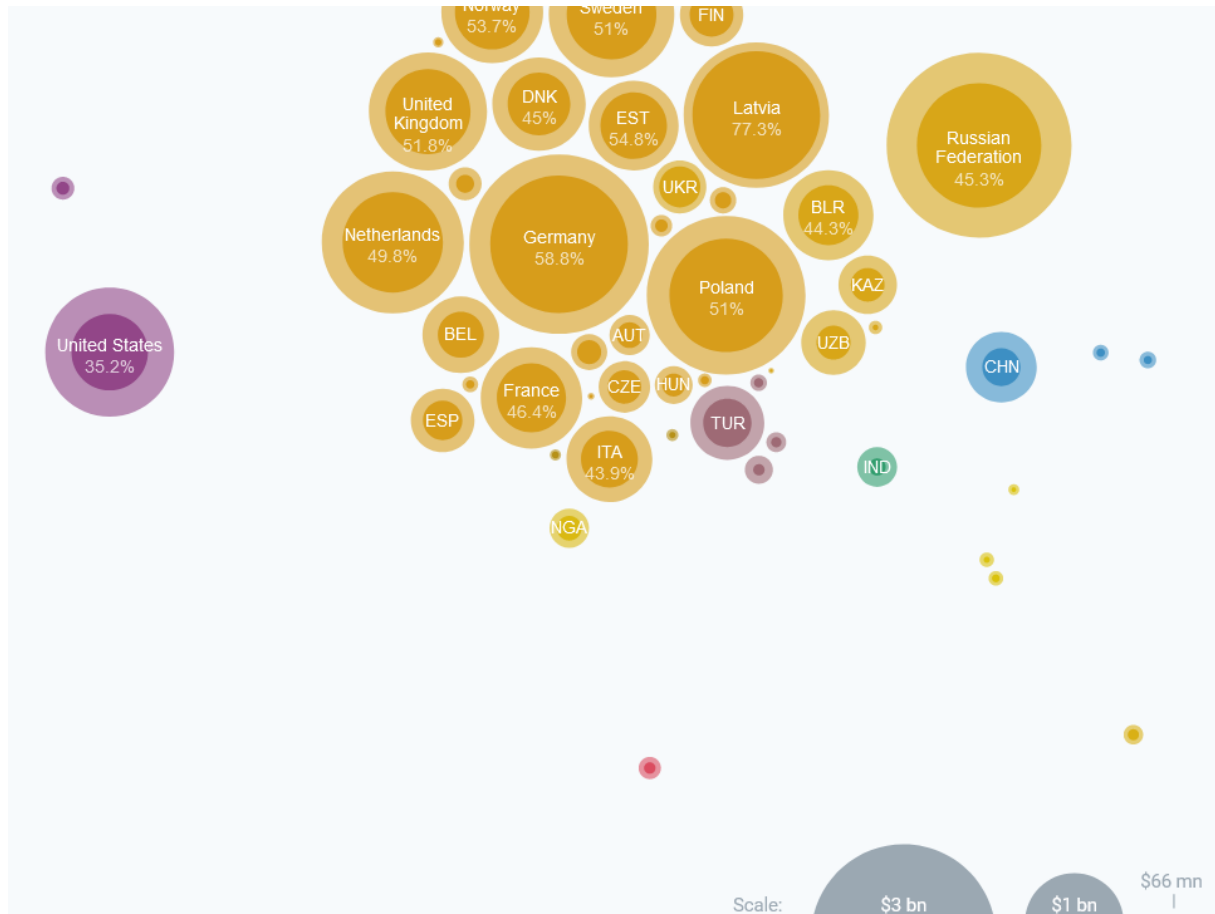 Norway
53.7%
Sweden
51%
FIN
United
Kingdom
51.8%
DNK
45%
EST
54.8%
Latvia
77.3%
Russian
Federation
45.3%
UKR
BLR
44.3%
Netherlands
49.8%
Germany
58.8%
Poland
51%
KAZ
BEL
AUT
UZB
United States
35.2%
France
46.4%
CZE
HUN
CHN
ESP
TUR
ITA
43.9%
IND
NGA
Scale:
$3 bn
$1 bn
$66 mn